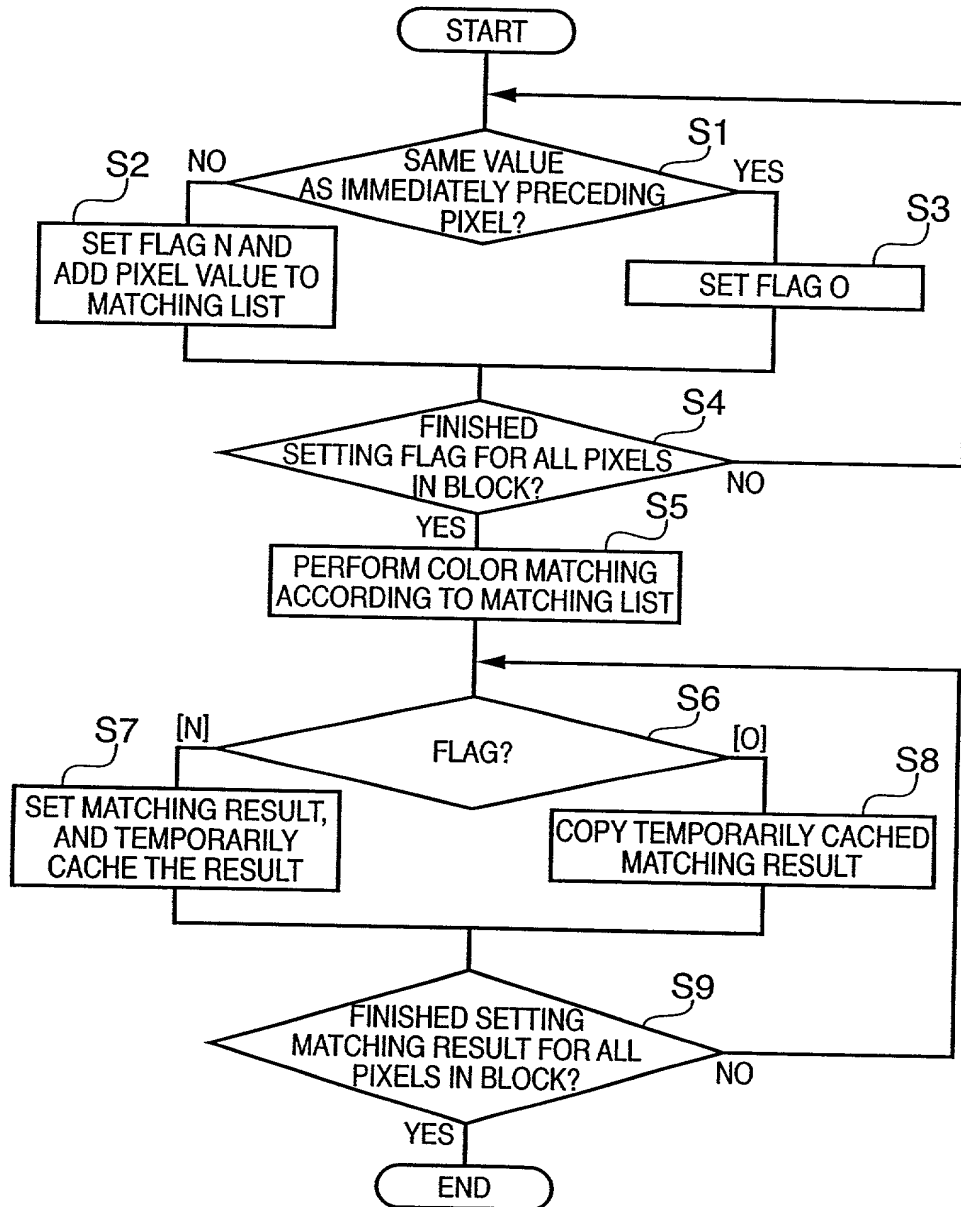 START
S1
SAME VALUE
AS IMMEDIATELY PRECEDING
PIXEL?
NO
YES
S2
SET FLAG N AND
ADD PIXEL VALUE TO
MATCHING LIST
S3
SET FLAG O
S4
FINISHED
SETTING FLAG FOR ALL PIXELS
IN BLOCK?
NO
YES
S5
PERFORM COLOR MATCHING
ACCORDING TO MATCHING LIST
S6
FLAG?
[N]
[O]
S7
SET MATCHING RESULT,
AND TEMPORARILY
CACHE THE RESULT
S8
COPY TEMPORARILY CACHED
MATCHING RESULT
S9
FINISHED SETTING
MATCHING RESULT FOR ALL
PIXELS IN BLOCK?
NO
YES
END